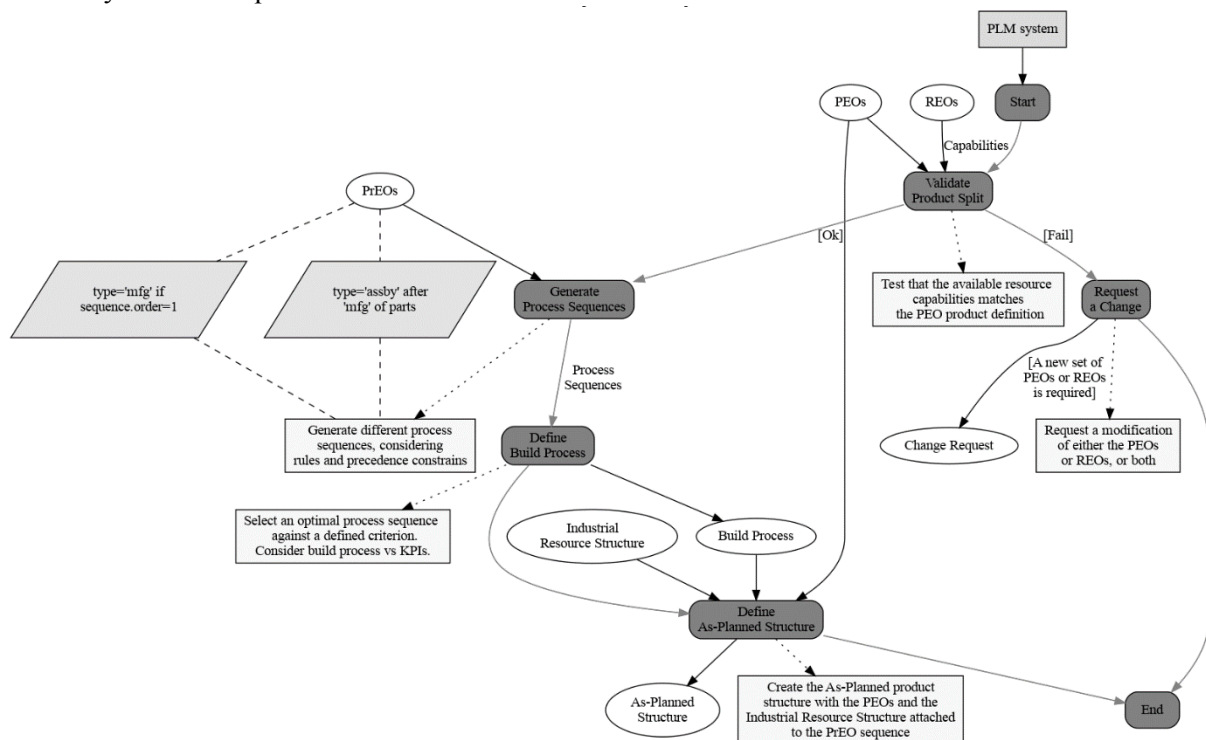 PLM system
PEOs
REOs
Start
Capabilities
Validate
Product Split
PrEOs
[Ok]
[Fail]
type='mfg' if
sequence.order=1
type='assby' after
'mfg' of parts
Generate
Process Sequences
Test that the available resource
capabilities matches
the PEO product definition
Request
a Change
Process
Sequences
[A new set of
PEOs or REOs
is required]
Generate different process
sequences, considering
rules and precedence constrains
Define
Build Process
Change Request
Request a modification
of either the PEOs
or REOs, or both
Select an optimal process sequence
against a defined criterion.
Consider build process vs KPIs.
Industrial
Resource Structure
Build Process
Define
As-Planned Structure
As-Planned
Structure
Create the As-Planned product
structure with the PEOs and the
Industrial Resource Structure attached
to the PrEO sequence
End